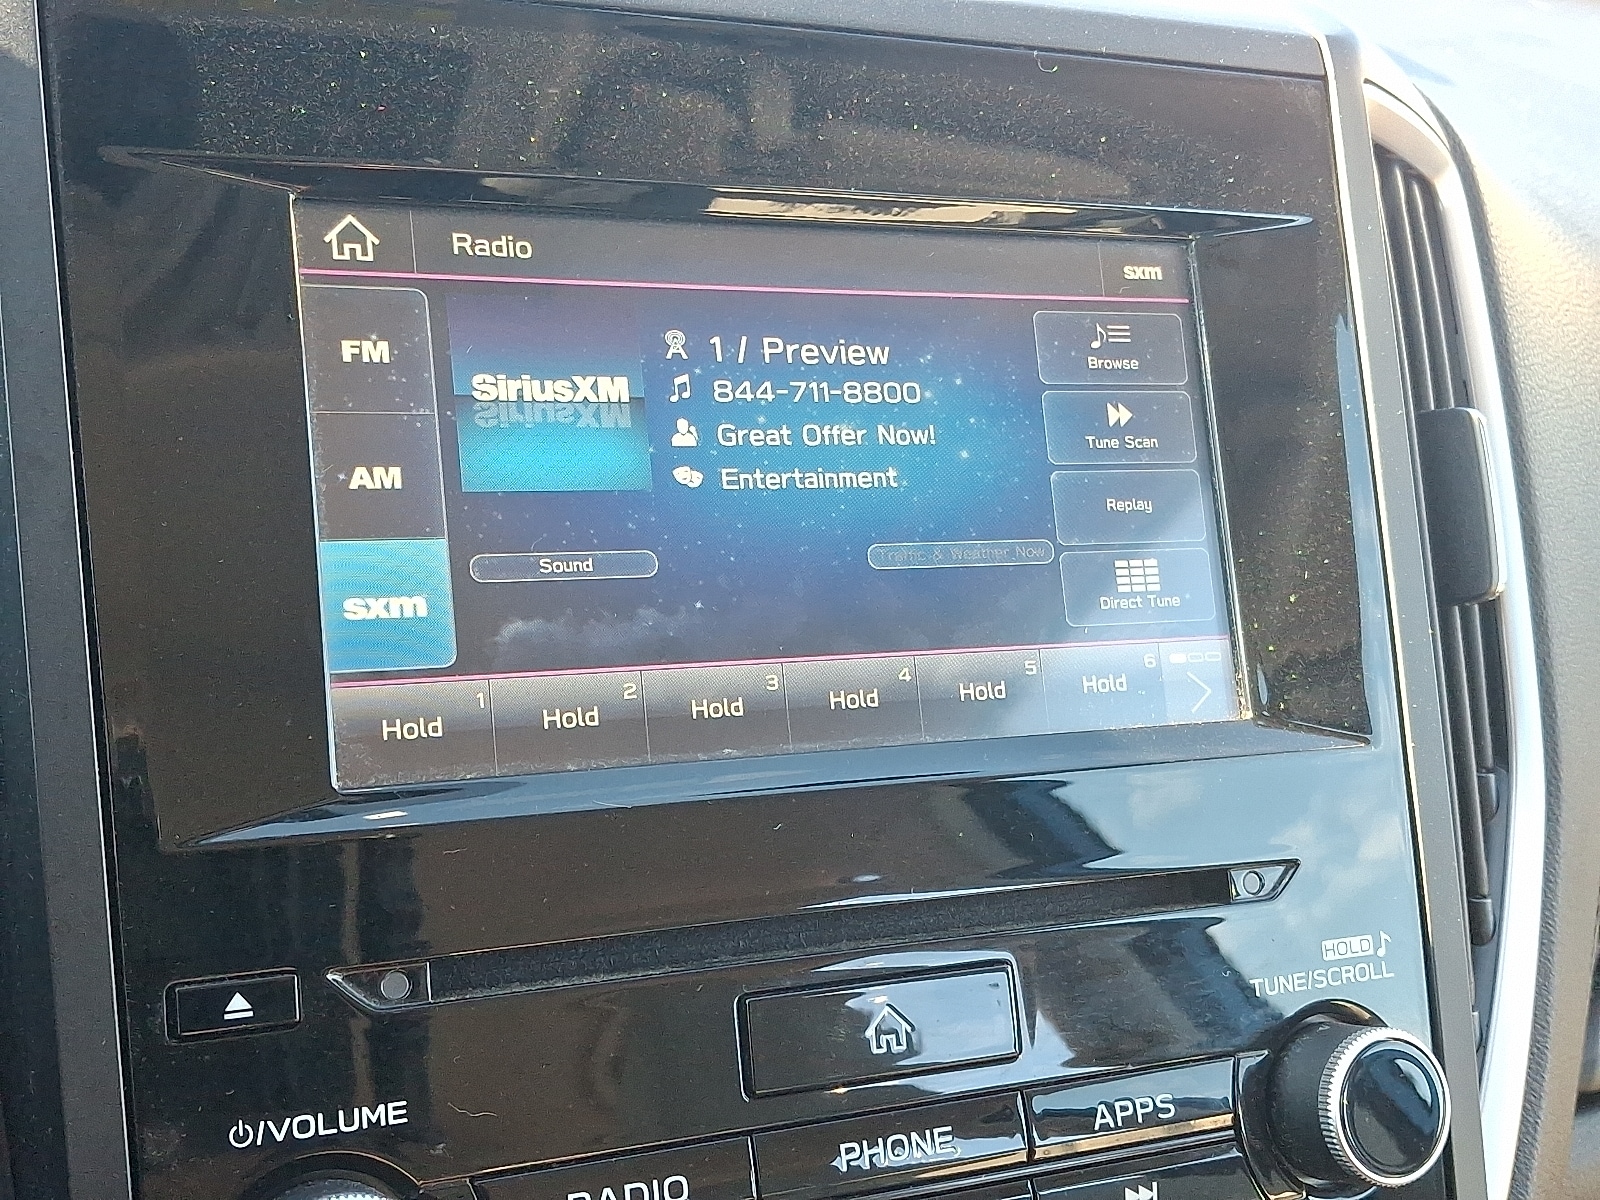 Radio
sxm
FM
AM
sxm
SiriusXM
1 / Preview
844-711-8800
Great Offer Now!
Entertainment
Sound
Traffic & Weather Now
Browse
Tune Scan
Replay
Direct Tune
1
Hold
2
Hold
3
Hold
4
Hold
5
Hold
6
Hold
HOLD
TUNE/SCROLL
/VOLUME
RADIO
PHONE
APPS